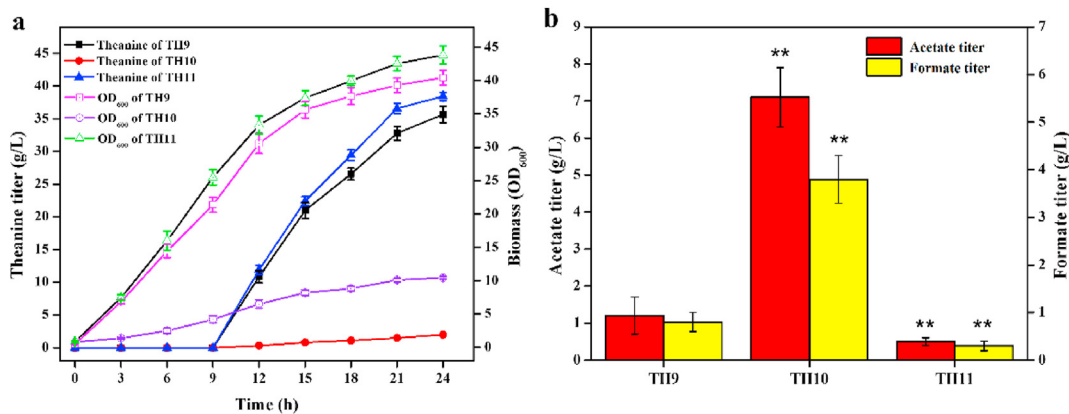 a
Theanine of TH9
Theanine of TH10
Theanine of TH11
OD600 of TH9
OD600 of TH10
OD600 of TH11
Theanine titer (g/L)
45
40
35
30
25
20
15
10
5
0
Biomass (OD600)
45
40
35
30
25
20
15
10
5
0
0 3 6 9 12 15 18 21 24
Time (h)
b
Acetate titer
Formate titer
Acetate titer (g/L)
9
8
7
6
5
4
3
2
1
0
Formate titer (g/L)
7
6
5
4
3
2
1
0
**
**
** **
TH9 TH10 TH11